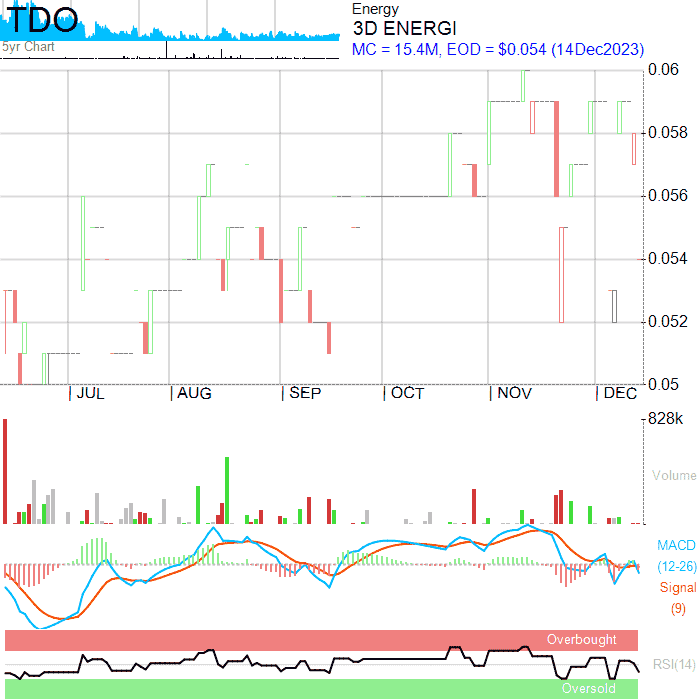 TDO
5yr Chart
Energy
3D ENERGI
MC = 15.4M, EOD = $0.054 (14Dec2023)
0.06
0.058
0.056
0.054
0.052
0.05
JUL AUG SEP OCT NOV DEC
828k
Volume
MACD
(12-26)
Signal
(9)
Overbought
RSI(14)
Oversold